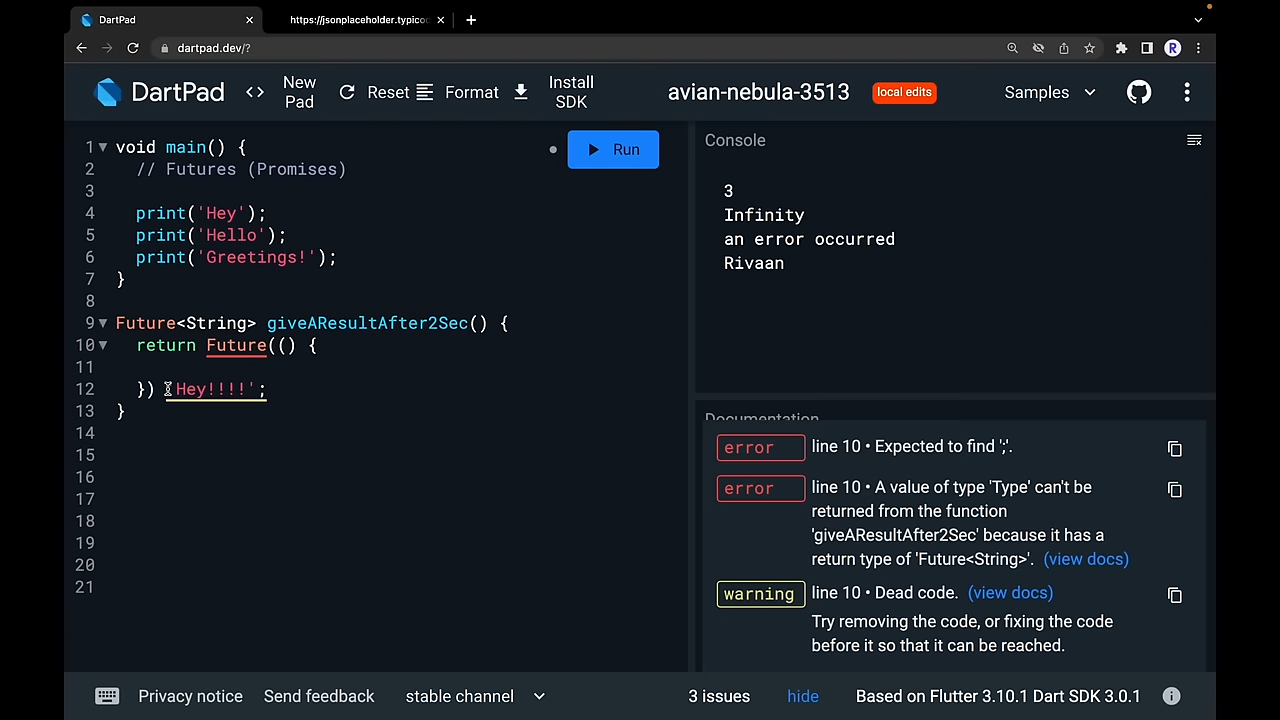 DartPad
https://jsonplaceholder.typico
dartpad.dev/?
R
DartPad
<> New Pad
Reset
Format
Install SDK
avian-nebula-3513
local edits
Samples
1 void main() {
2 // Futures (Promises)
3
4 print('Hey');
5 print('Hello');
6 print('Greetings!');
7 }
8
9 Future<String> giveAResultAfter2Sec() {
10 return Future(() {
11
12 }) 'Hey!!!!';
13 }
14
15
16
17
18
19
20
21
Run
Console
3
Infinity
an error occurred
Rivaan
Documentation
error line 10 • Expected to find ';'.
error line 10 • A value of type 'Type' can't be
returned from the function
'giveAResultAfter2Sec' because it has a
return type of 'Future<String>'. (view docs)
warning line 10 • Dead code. (view docs)
Try removing the code, or fixing the code
before it so that it can be reached.
Privacy notice
Send feedback
stable channel
3 issues
hide
Based on Flutter 3.10.1 Dart SDK 3.0.1